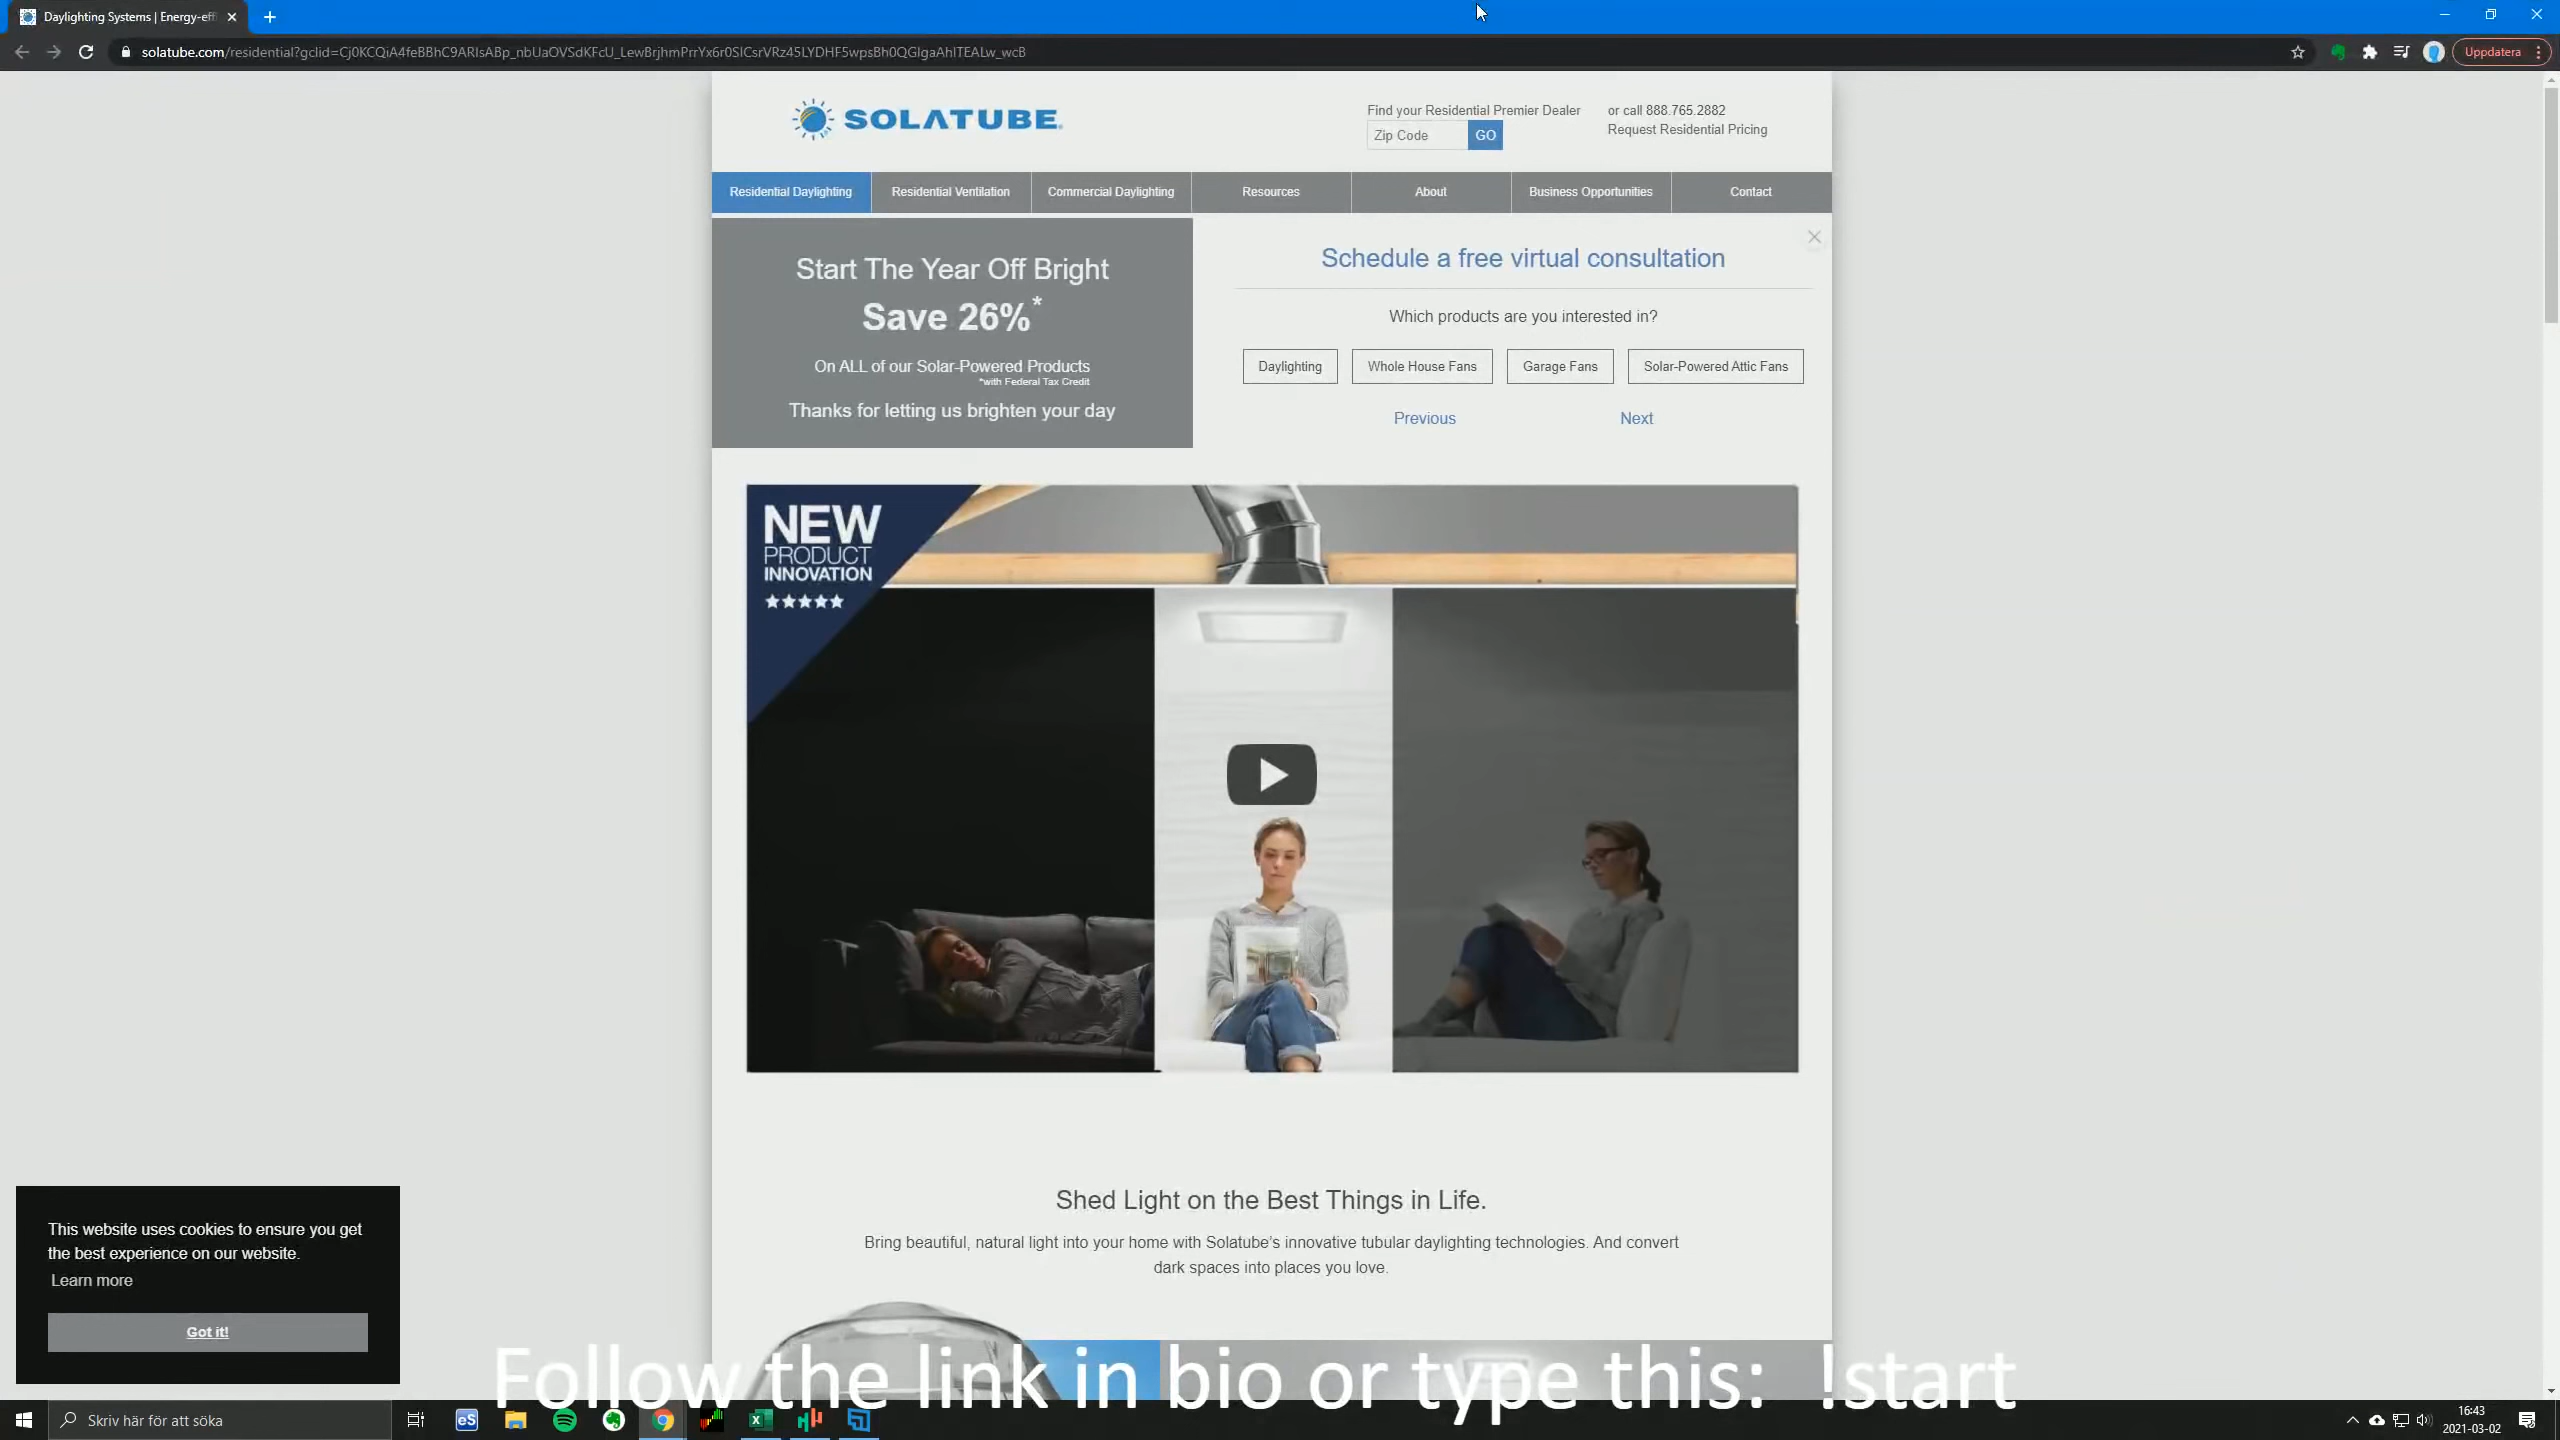 Daylighting Systems | Energy-effi
solatube.com/residential?gclid=Cj0KCQiA4feBBhC9ARIsABp_nbUaOVSdKFcU_LewBrjhmPrrYx6r0SlCsrVRz45LYDHF5wpsBh0QGlgaAhlTEALw_wcB
Uppdatera
SOLATUBE
Find your Residential Premier Dealer
or call 888.765.2882
Zip Code
GO
Request Residential Pricing
Residential Daylighting
Residential Ventilation
Commercial Daylighting
Resources
About
Business Opportunities
Contact
Start The Year Off Bright
Save 26%*
On ALL of our Solar-Powered Products
*with Federal Tax Credit
Thanks for letting us brighten your day
Schedule a free virtual consultation
Which products are you interested in?
Daylighting
Whole House Fans
Garage Fans
Solar-Powered Attic Fans
Previous
Next
NEW
PRODUCT
INNOVATION
Shed Light on the Best Things in Life.
Bring beautiful, natural light into your home with Solatube's innovative tubular daylighting technologies. And convert
dark spaces into places you love.
This website uses cookies to ensure you get
the best experience on our website.
Learn more
Got it!
Follow the link in bio or type this: !start
Skriv här för att söka
eS
16:43
2021-03-02